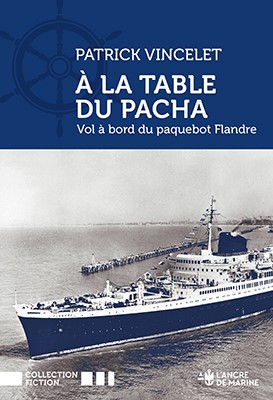 PATRICK VINCELET
À LA TABLE
DU PACHA
Vol à bord du paquebot Flandre
COLLECTION
FICTION
L'ANCRE
DE MARINE